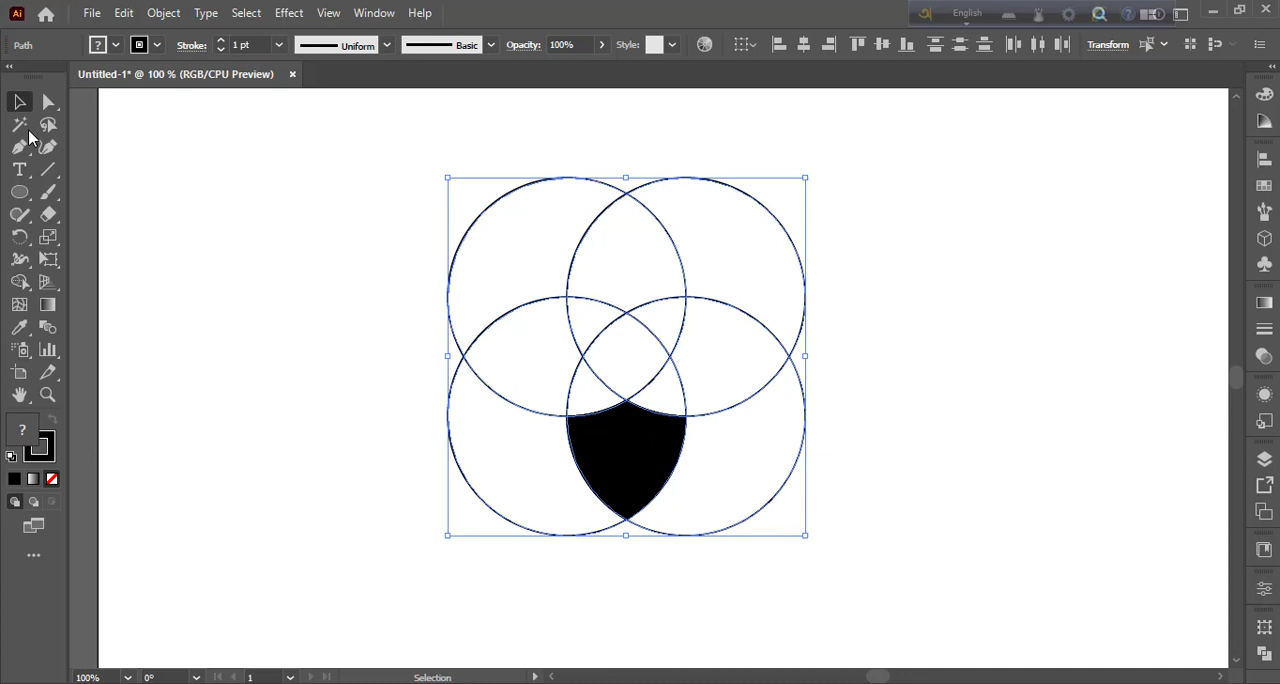 Ai File Edit Object Type Select Effect View Window Help English
Path ? Stroke: 1 pt Uniform Basic Opacity: 100% Style: Transform
Untitled-1* @ 100 % (RGB/CPU Preview) ×
T
?
100% 0° 1 Selection